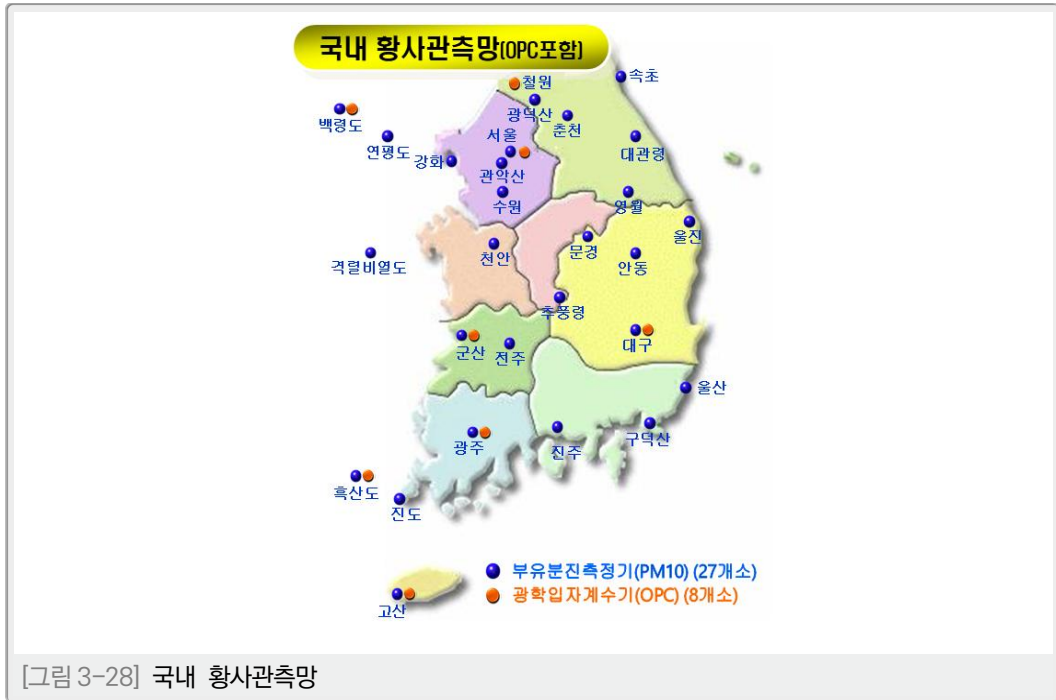 국내 황사관측망(OPC포함)
철원
속초
광덕산
춘천
백령도
연평도
서울
대관령
강화
관악산
수원
영월
울진
격렬비열도
천안
문경
안동
추풍령
군산
전주
대구
울산
광주
진주
구덕산
흑산도
진도
부유분진측정기(PM10) (27개소)
광학입자계수기(OPC) (8개소)
고산
[그림 3-28] 국내 황사관측망